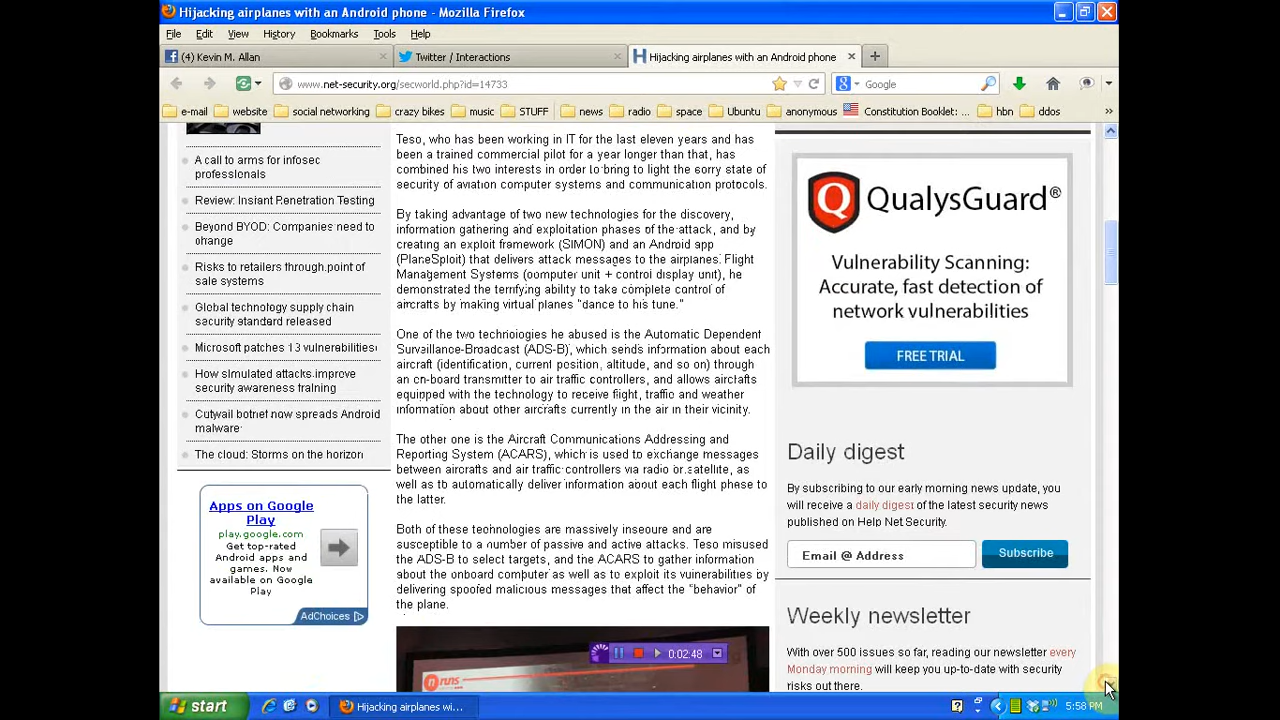 Hijacking airplanes with an Android phone - Mozilla Firefox
File Edit View History Bookmarks Tools Help
(4) Kevin M. Allan
Twitter / Interactions
Hijacking airplanes with an Android phone
www.net-security.org/secworld.php?id=14733
Google
e-mail website social networking crazy bikes music STUFF news radio space Ubuntu anonymous Constitution Booklet: ... hbn ddos
A call to arms for infosec
professionals
Review: Instant Penetration Testing
Beyond BYOD: Companies need to
change
Risks to retailers through point of
sale systems
Global technology supply chain
security standard released
Microsoft patches 13 vulnerabilities
How simulated attacks improve
security awareness training
Cutwail botnet now spreads Android
malware
The cloud: Storms on the horizon
Apps on Google
Play
play.google.com
Get top-rated
Android apps and
games. Now
available on Google
Play
AdChoices
Teso, who has been working in IT for the last eleven years and has
been a trained commercial pilot for a year longer than that, has
combined his two interests in order to bring to light the sorry state of
security of aviation computer systems and communication protocols.
By taking advantage of two new technologies for the discovery,
information gathering and exploitation phases of the attack, and by
creating an exploit framework (SIMON) and an Android app
(PlaneSploit) that delivers attack messages to the airplanes' Flight
Management Systems (computer unit + control display unit), he
demonstrated the terrifying ability to take complete control of
aircrafts by making virtual planes "dance to his tune."
One of the two technologies he abused is the Automatic Dependent
Surveillance-Broadcast (ADS-B), which sends information about each
aircraft (identification, current position, altitude, and so on) through
an on-board transmitter to air traffic controllers, and allows aircrafts
equipped with the technology to receive flight, traffic and weather
information about other aircrafts currently in the air in their vicinity.
The other one is the Aircraft Communications Addressing and
Reporting System (ACARS), which is used to exchange messages
between aircrafts and air traffic controllers via radio or satellite, as
well as to automatically deliver information about each flight phase to
the latter.
Both of these technologies are massively insecure and are
susceptible to a number of passive and active attacks. Teso misused
the ADS-B to select targets, and the ACARS to gather information
about the onboard computer as well as to exploit its vulnerabilities by
delivering spoofed malicious messages that affect the "behavior" of
the plane.
n.runs
0:02:48
QualysGuard®
Vulnerability Scanning:
Accurate, fast detection of
network vulnerabilities
FREE TRIAL
Daily digest
By subscribing to our early morning news update, you
will receive a daily digest of the latest security news
published on Help Net Security.
Email @ Address
Subscribe
Weekly newsletter
With over 500 issues so far, reading our newsletter every
Monday morning will keep you up-to-date with security
risks out there.
start
Hijacking airplanes wi...
5:58 PM